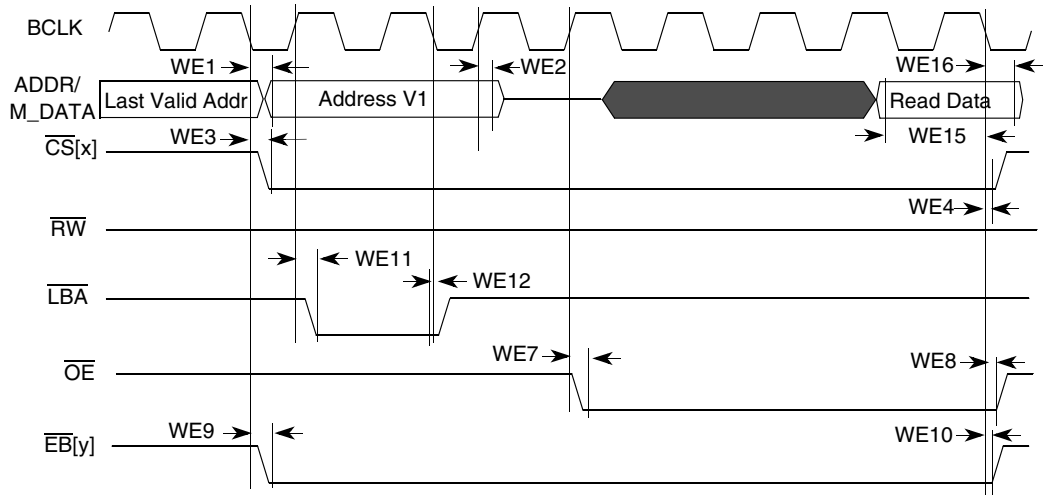 BCLK
WE1
WE2
WE16
ADDR/
M_DATA
Last Valid Addr
Address V1
Read Data
WE3
WE15
CS[x]
WE4
RW
WE11
WE12
LBA
WE7
WE8
OE
WE9
WE10
EB[y]